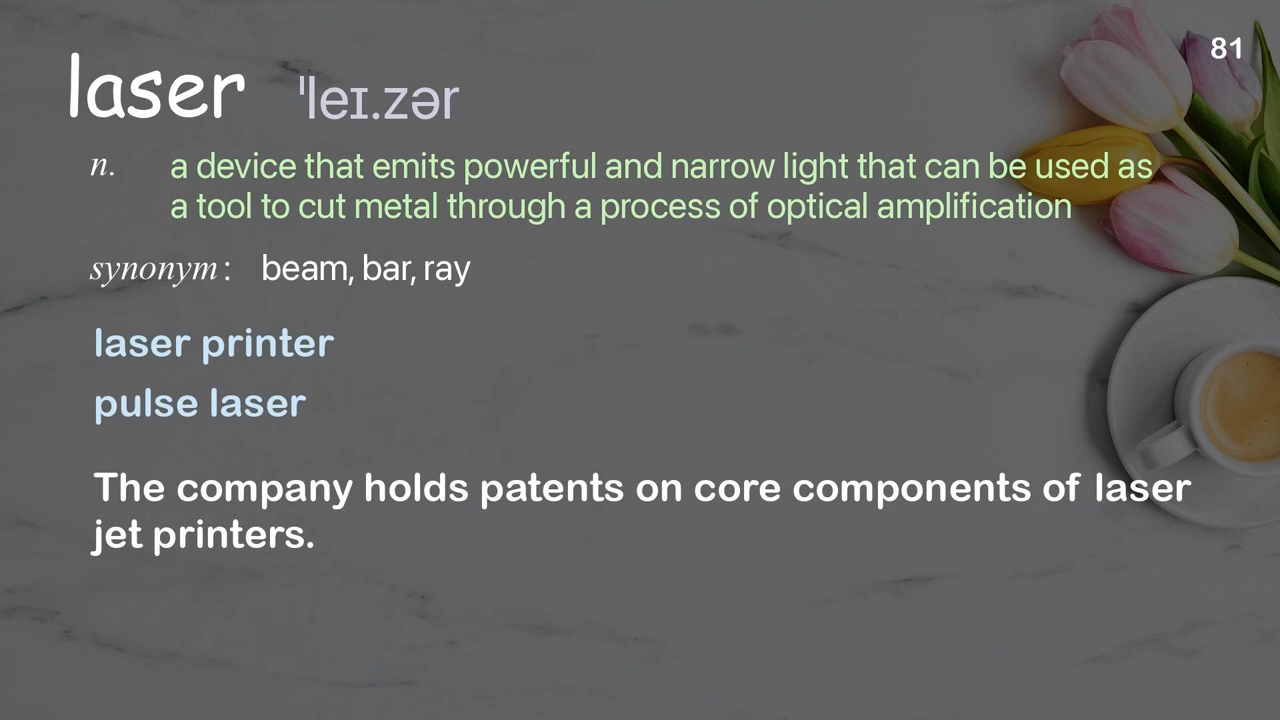 81
laser ˈleɪ.zər
n. a device that emits powerful and narrow light that can be used as
a tool to cut metal through a process of optical amplification
synonym: beam, bar, ray
laser printer
pulse laser
The company holds patents on core components of laser
jet printers.